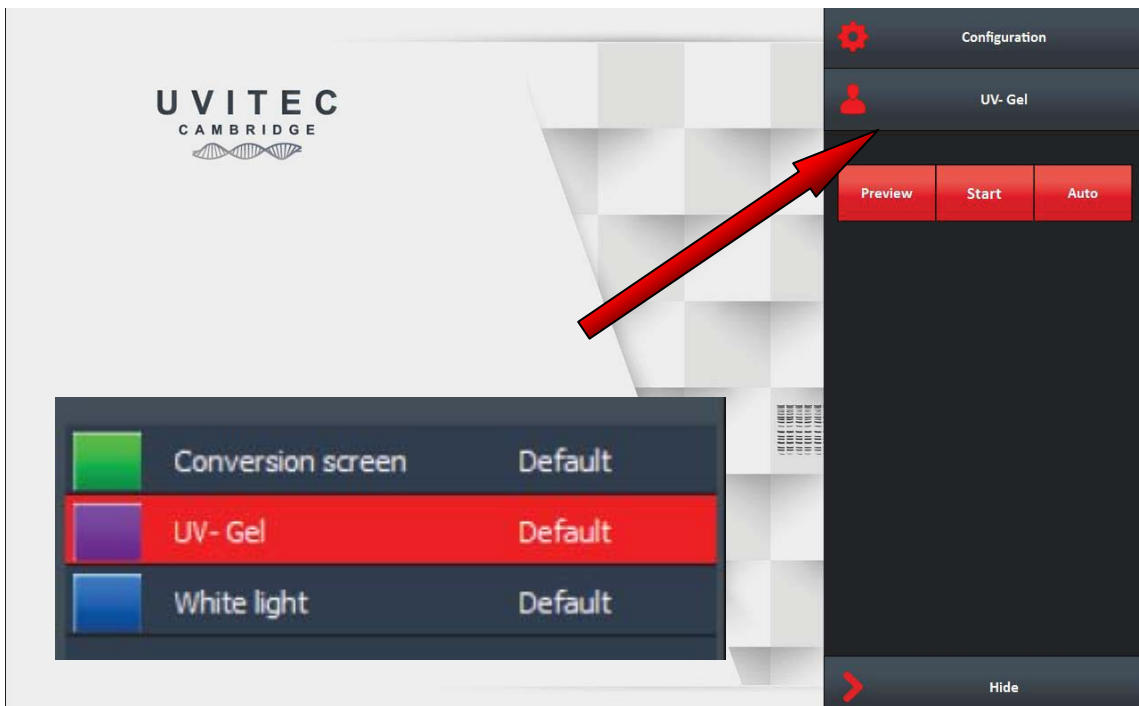 UVITEC
CAMBRIDGE
Configuration
UV- Gel
Preview Start Auto
Conversion screen Default
UV- Gel Default
White light Default
Hide